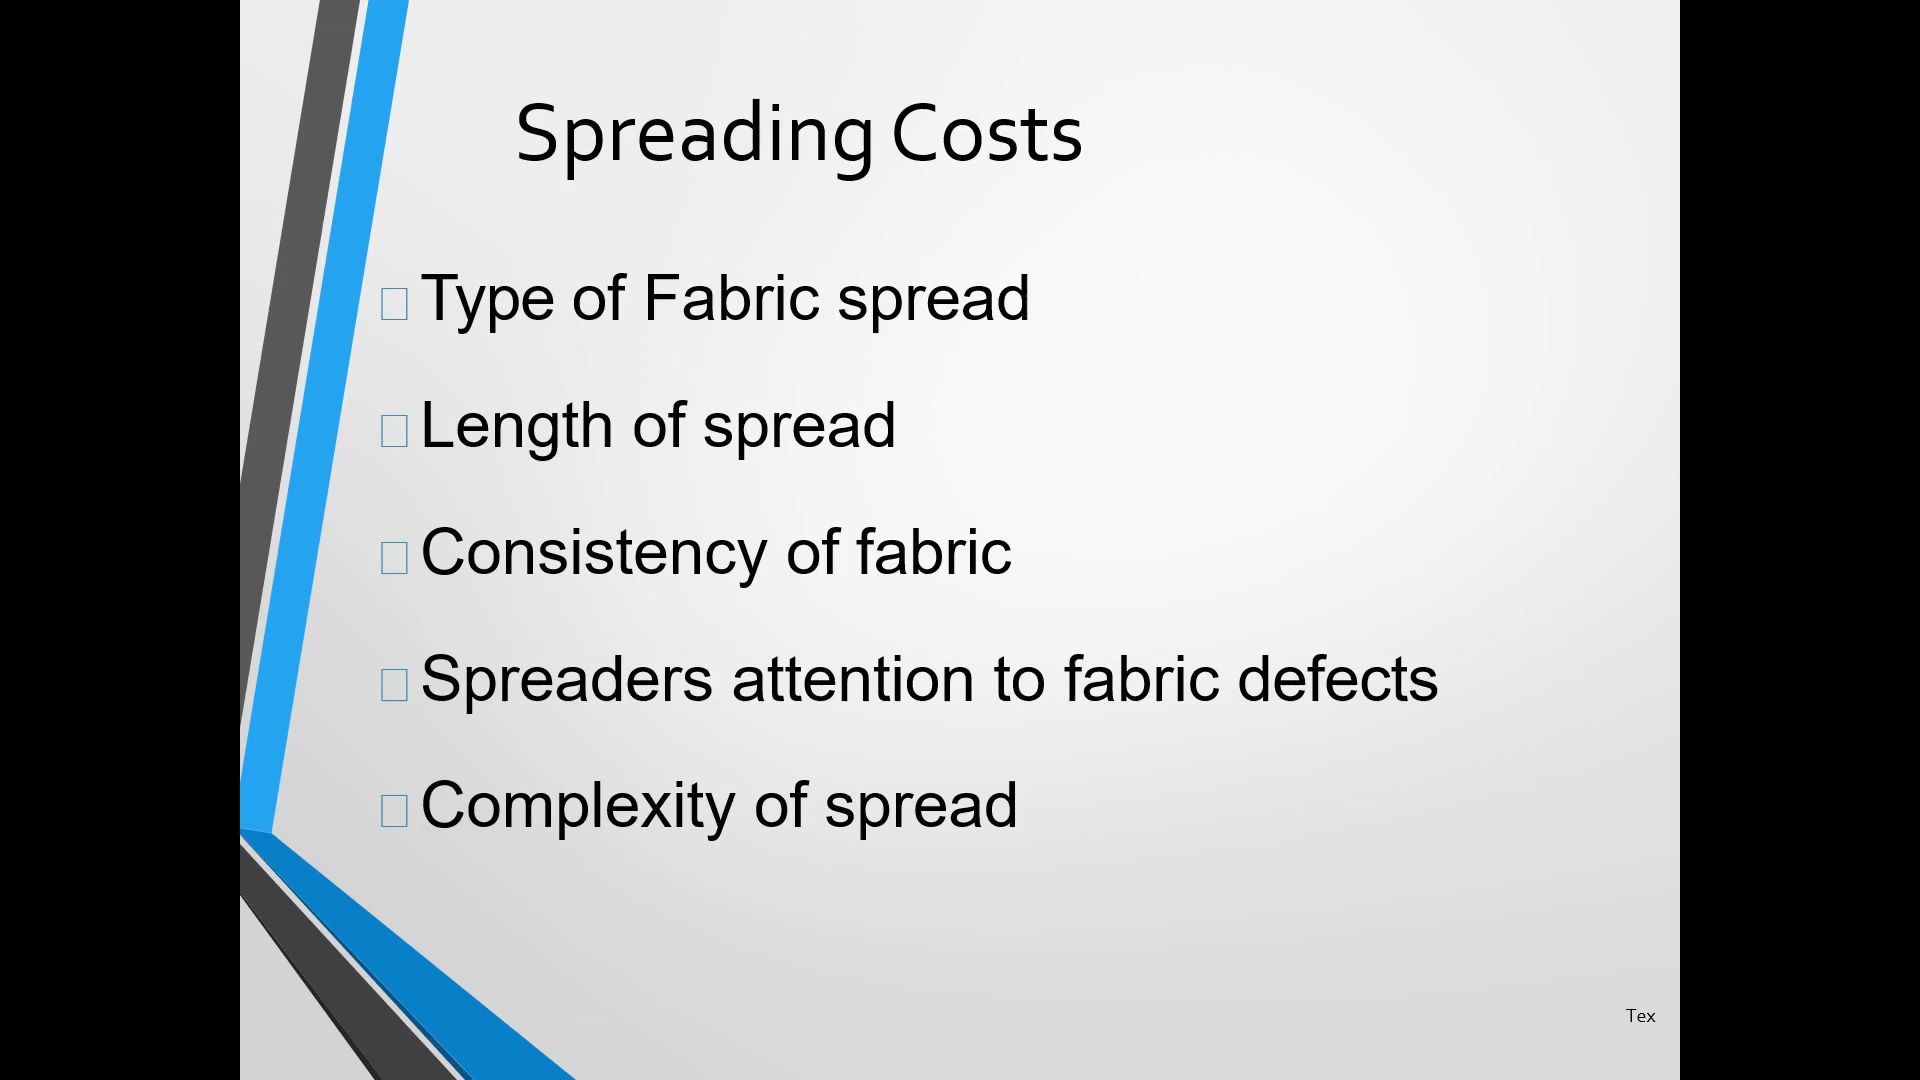 Spreading Costs
Type of Fabric spread
Length of spread
Consistency of fabric
Spreaders attention to fabric defects
Complexity of spread
Tex